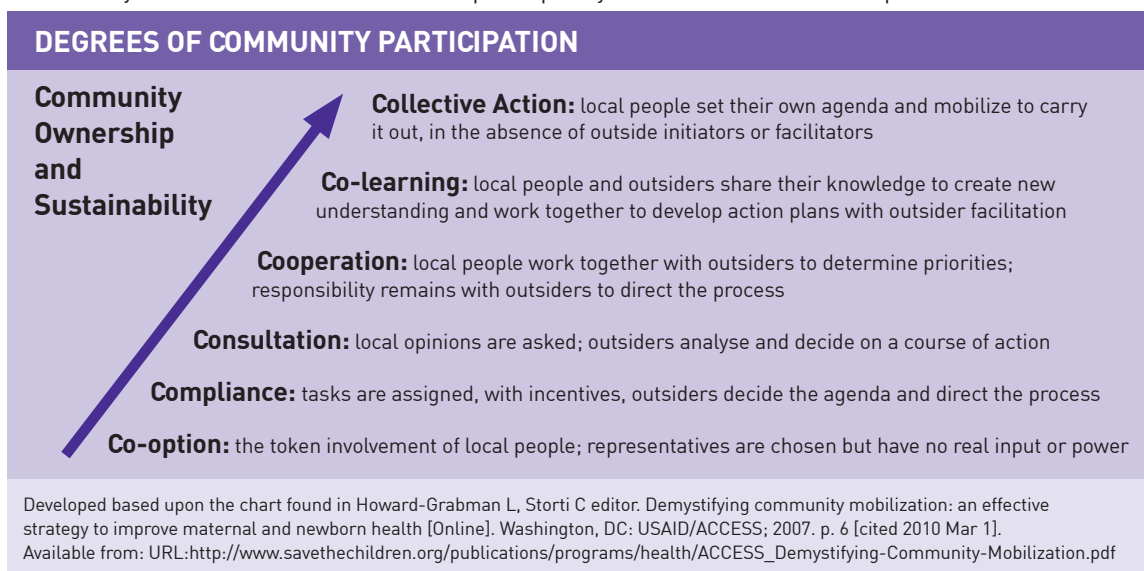 DEGREES OF COMMUNITY PARTICIPATION
Community
Ownership
and
Sustainability
Collective Action: local people set their own agenda and mobilize to carry
it out, in the absence of outside initiators or facilitators
Co-learning: local people and outsiders share their knowledge to create new
understanding and work together to develop action plans with outsider facilitation
Cooperation: local people work together with outsiders to determine priorities;
responsibility remains with outsiders to direct the process
Consultation: local opinions are asked; outsiders analyse and decide on a course of action
Compliance: tasks are assigned, with incentives, outsiders decide the agenda and direct the process
Co-option: the token involvement of local people; representatives are chosen but have no real input or power
Developed based upon the chart found in Howard-Grabman L, Storti C editor. Demystifying community mobilization: an effective
strategy to improve maternal and newborn health [Online]. Washington, DC: USAID/ACCESS; 2007. p. 6 [cited 2010 Mar 1].
Available from: URL:http://www.savethechildren.org/publications/programs/health/ACCESS_Demystifying-Community-Mobilization.pdf